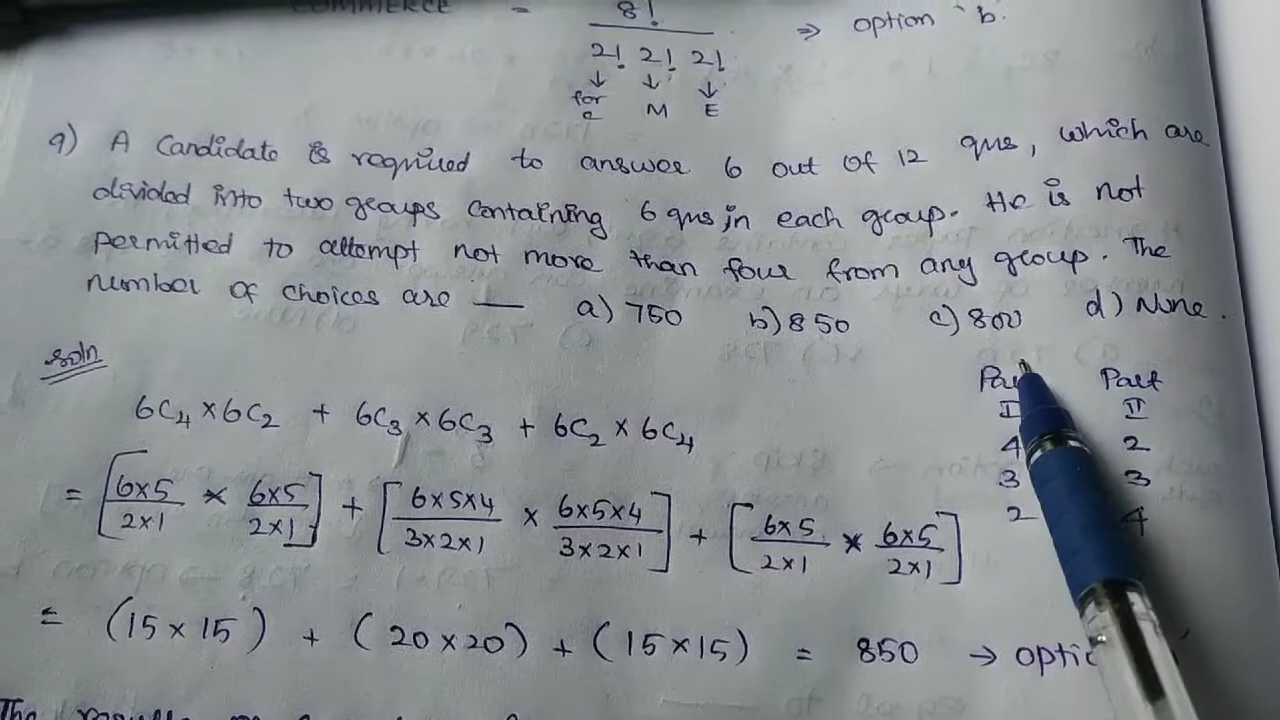 COMMERCE = 8! / 2! 2! 2! ⇒ option 'b'.
↓ ↓ ↓
for M E
c
9) A candidate is required to answer 6 out of 12 qns, which are
divided into two groups containing 6 qns in each group. He is not
permitted to attempt not more than four from any group. The
number of choices are — a) 750 b) 850 c) 800 d) None.
soln
Part
I II
6C4 × 6C2 + 6C3 × 6C3 + 6C2 × 6C4
4 2
3 3
2 4
= [6×5/2×1 × 6×5/2×1] + [6×5×4/3×2×1 × 6×5×4/3×2×1] + [6×5/2×1 × 6×5/2×1]
= (15×15) + (20×20) + (15×15) = 850 →
The